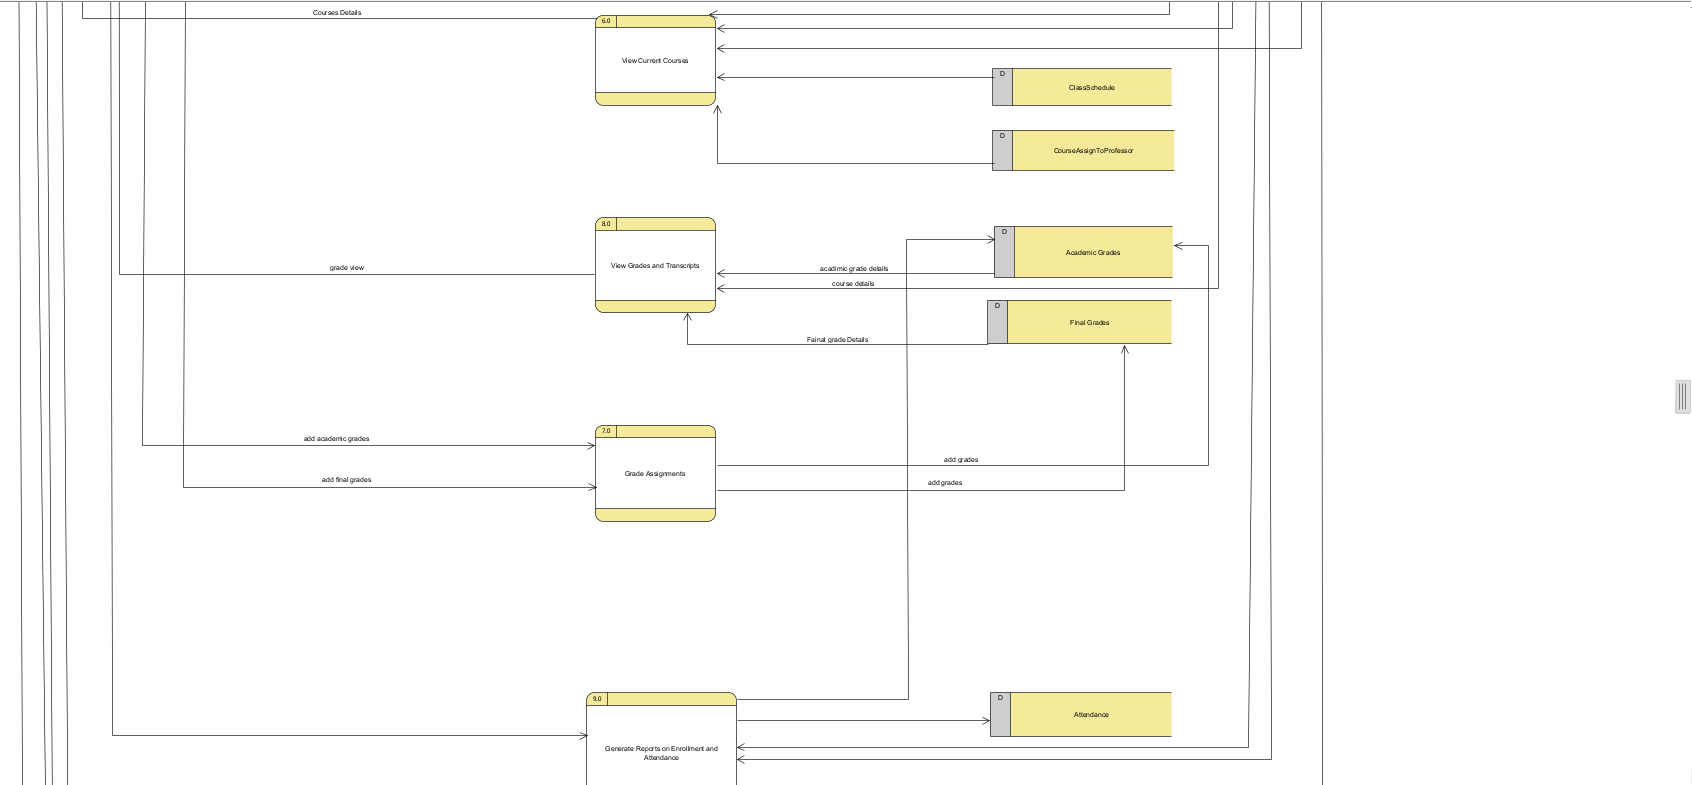 Courses Details
6.0
View Current Courses
D
ClassSchedule
D
CourseAssignToProfessor
8.0
View Grades and Transcripts
D
Academic Grades
grade view
acadimic grade details
course details
D
Final Grades
Fainal grade Details
7.0
Grade Assignments
add academic grades
add final grades
add grades
add grades
9.0
Generate Reports on Enrollment and
Attendance
D
Attendance